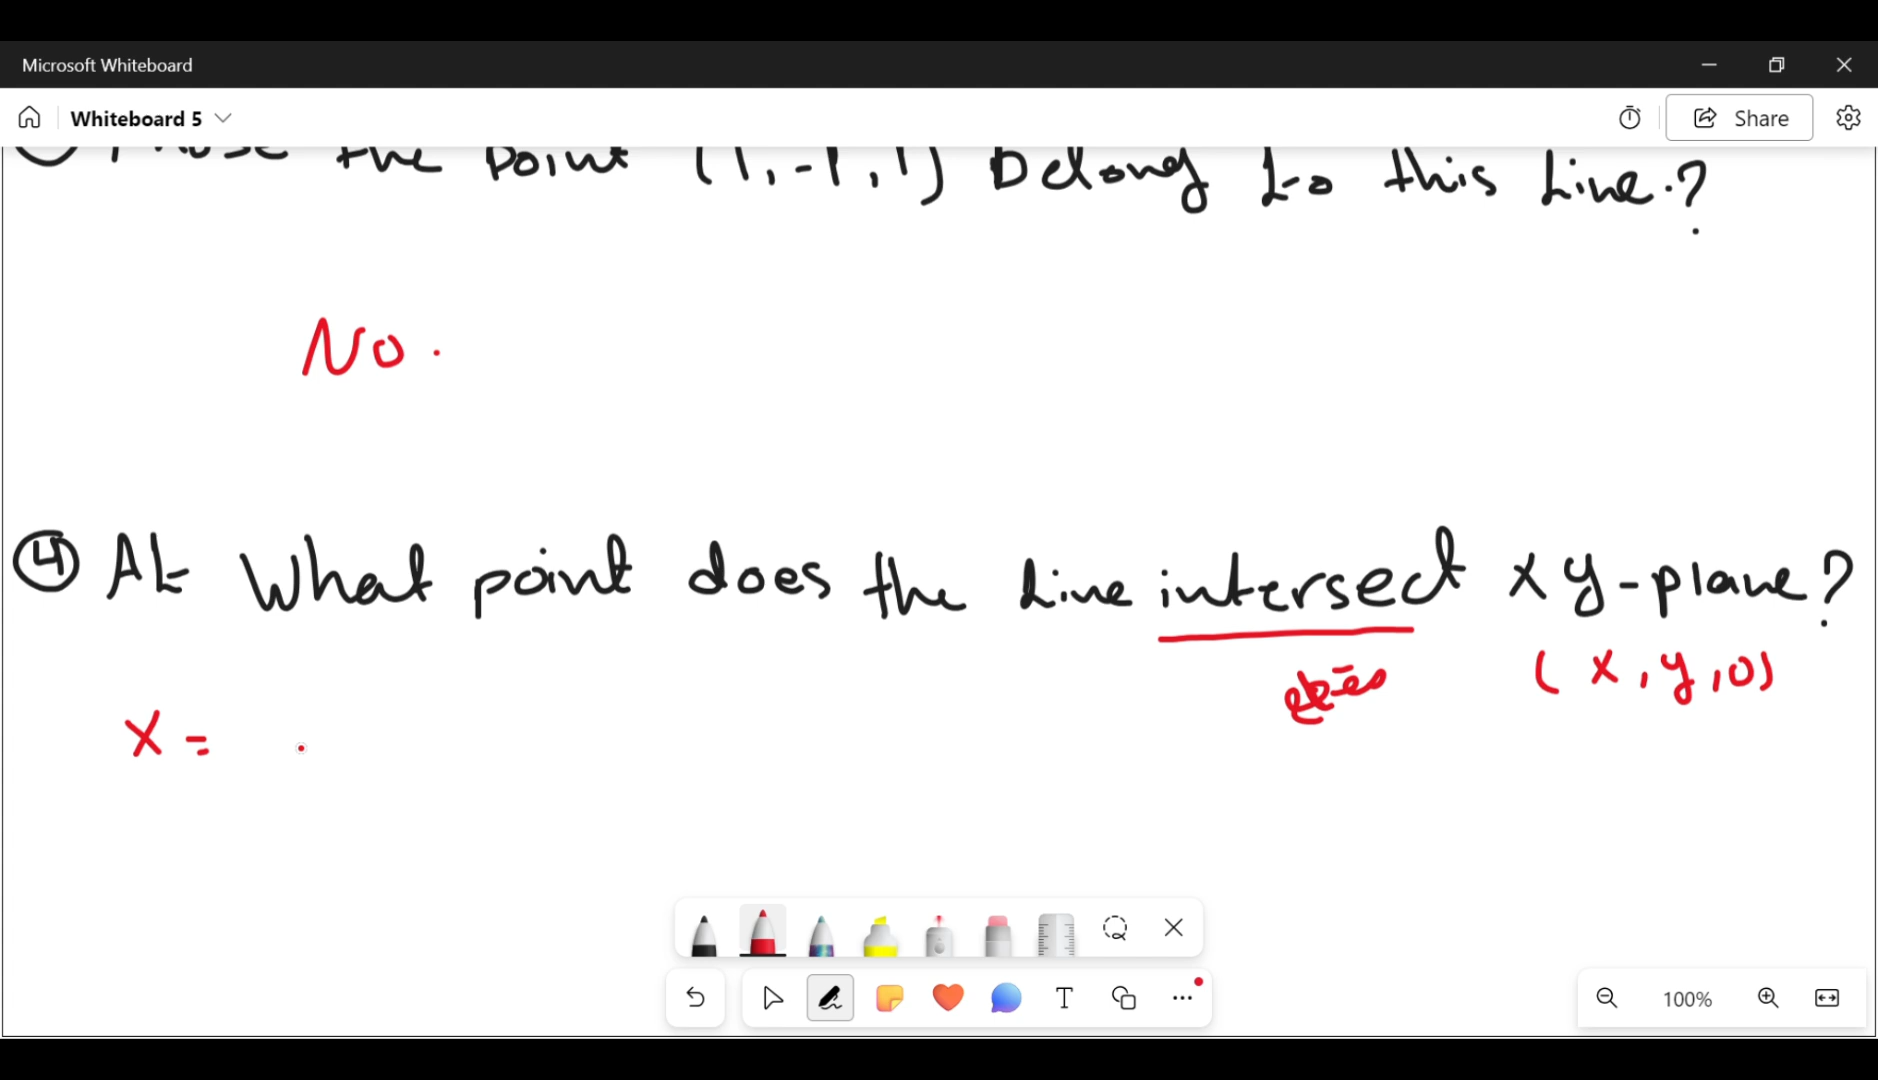 Microsoft Whiteboard
Whiteboard 5
Share
the point (1, -1, 1) Belong to this Line.?
No.
④ At What point does the Line intersect xy-plane?
(x, y, 0)
x =
100%